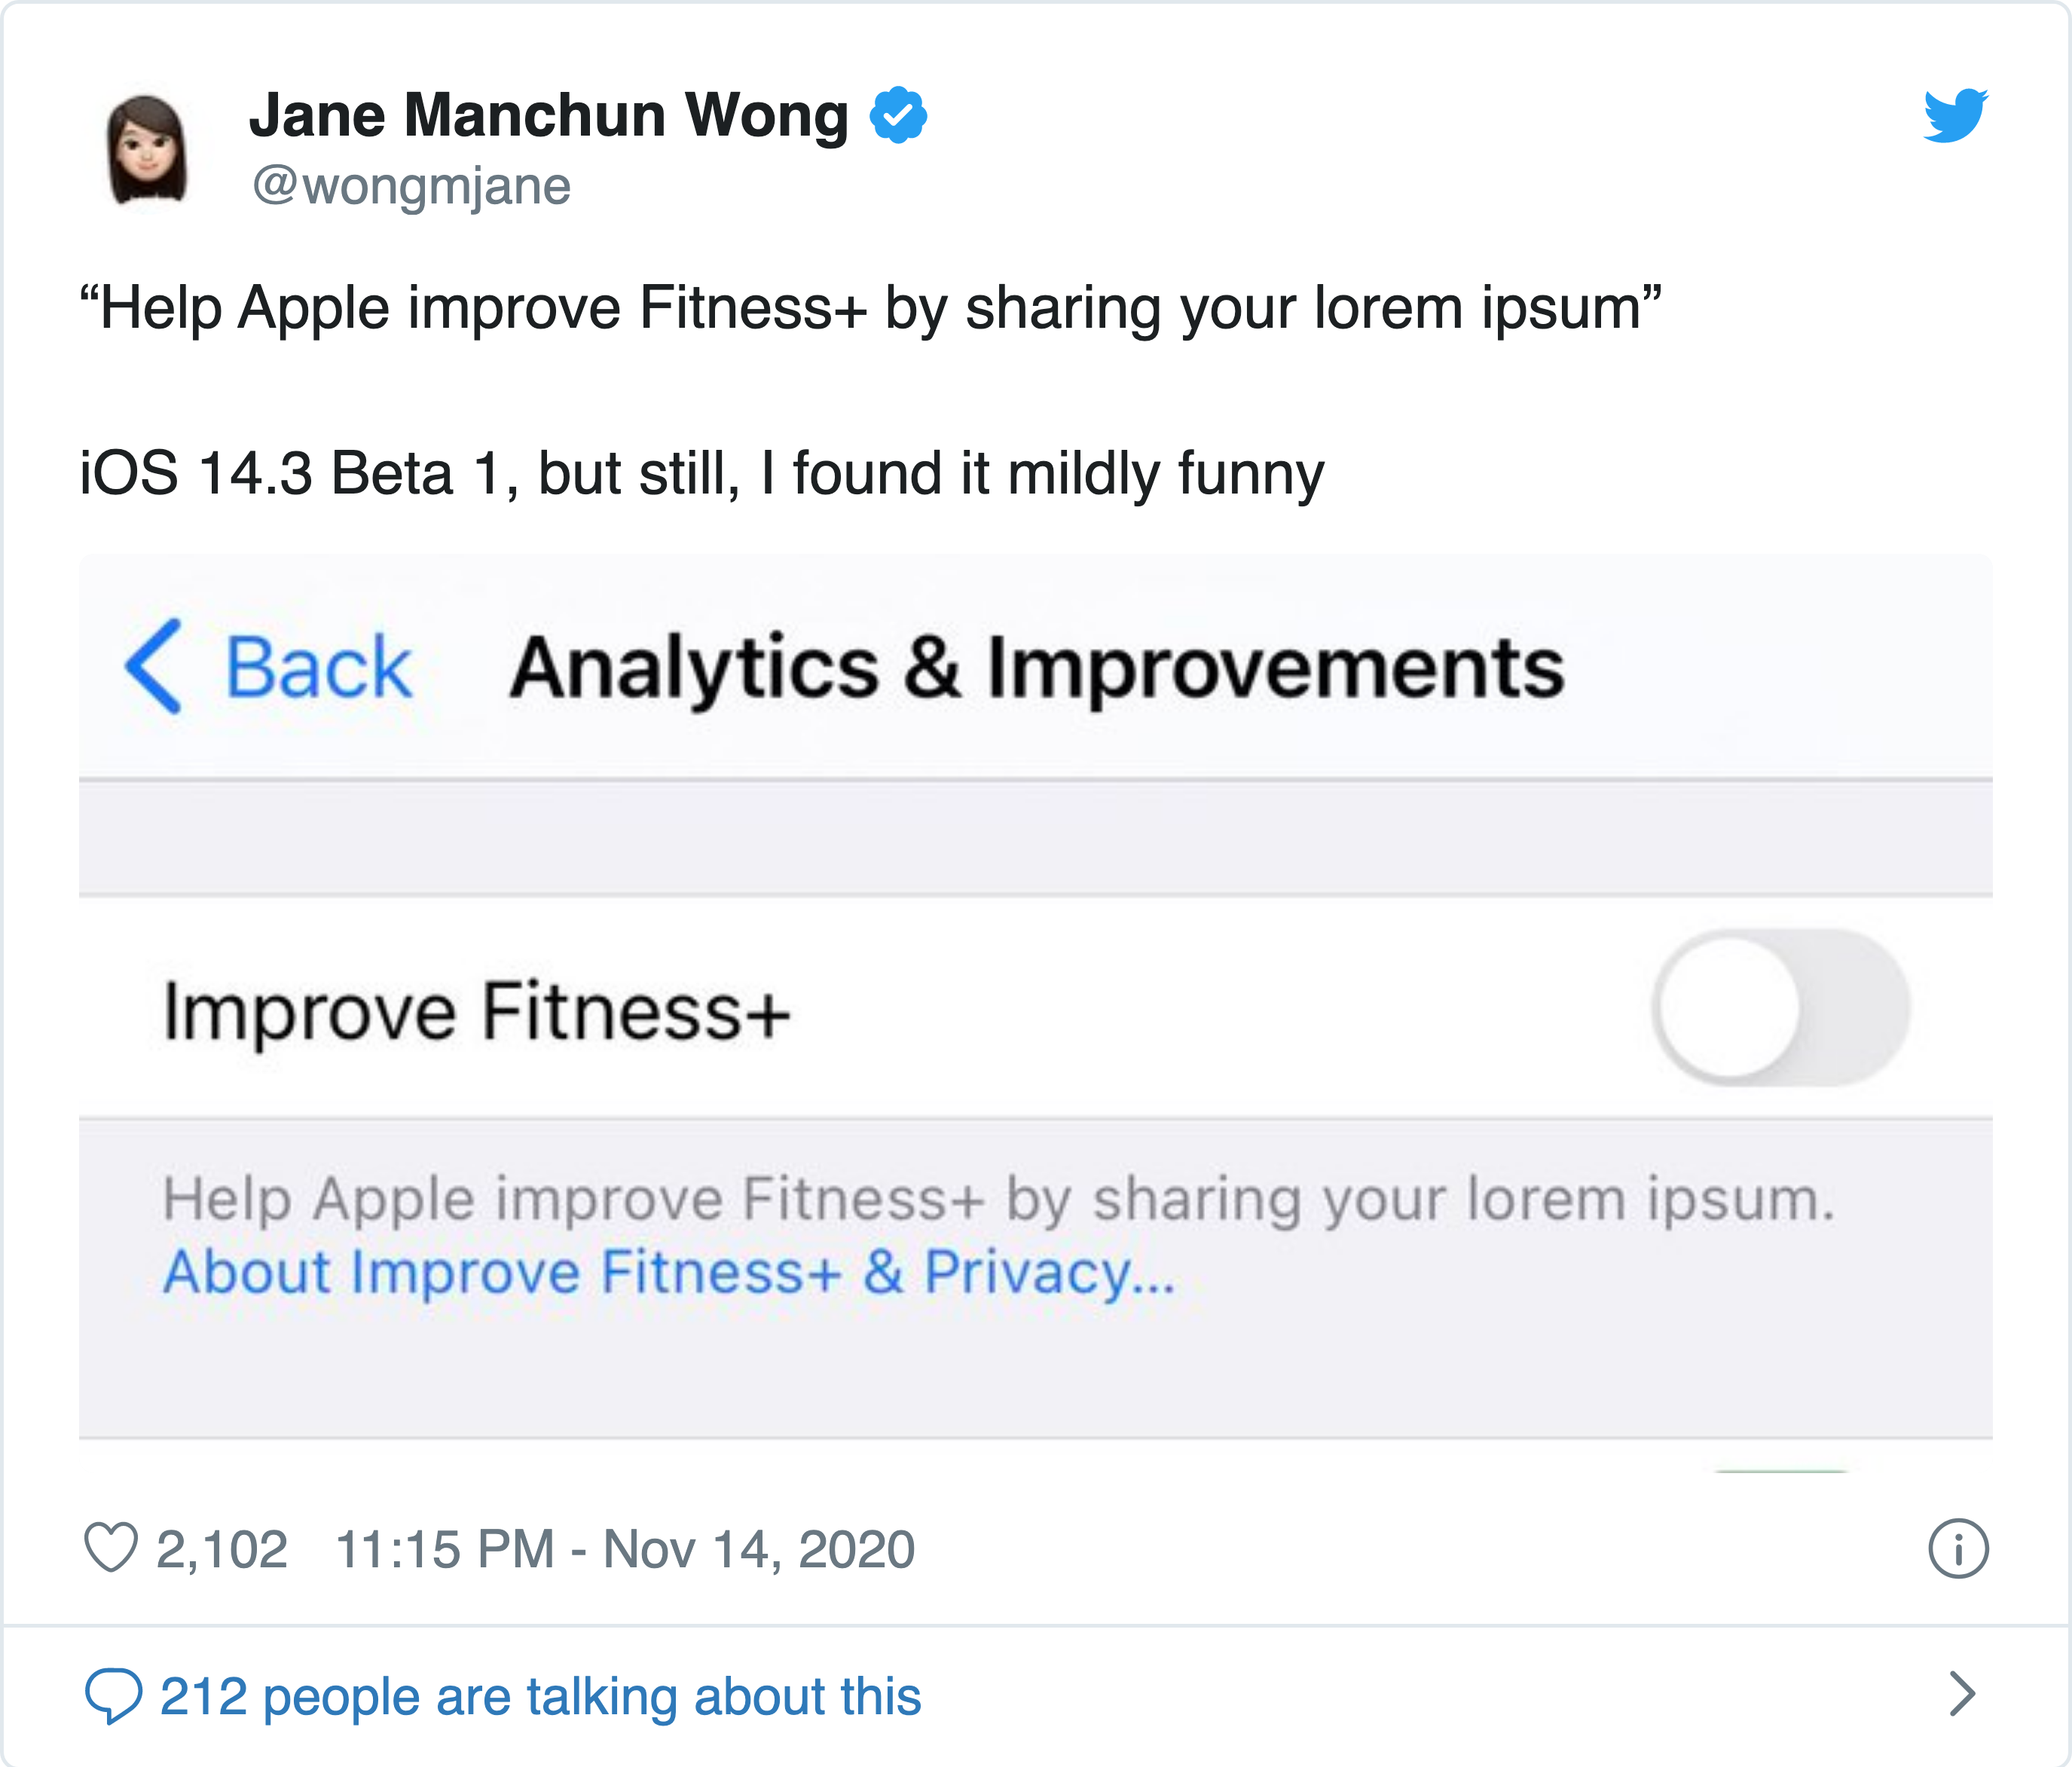 Jane Manchun Wong
@wongmjane
“Help Apple improve Fitness+ by sharing your lorem ipsum”
iOS 14.3 Beta 1, but still, I found it mildly funny
Back Analytics & Improvements
Improve Fitness+
Help Apple improve Fitness+ by sharing your lorem ipsum.
About Improve Fitness+ & Privacy...
2,102 11:15 PM - Nov 14, 2020
212 people are talking about this